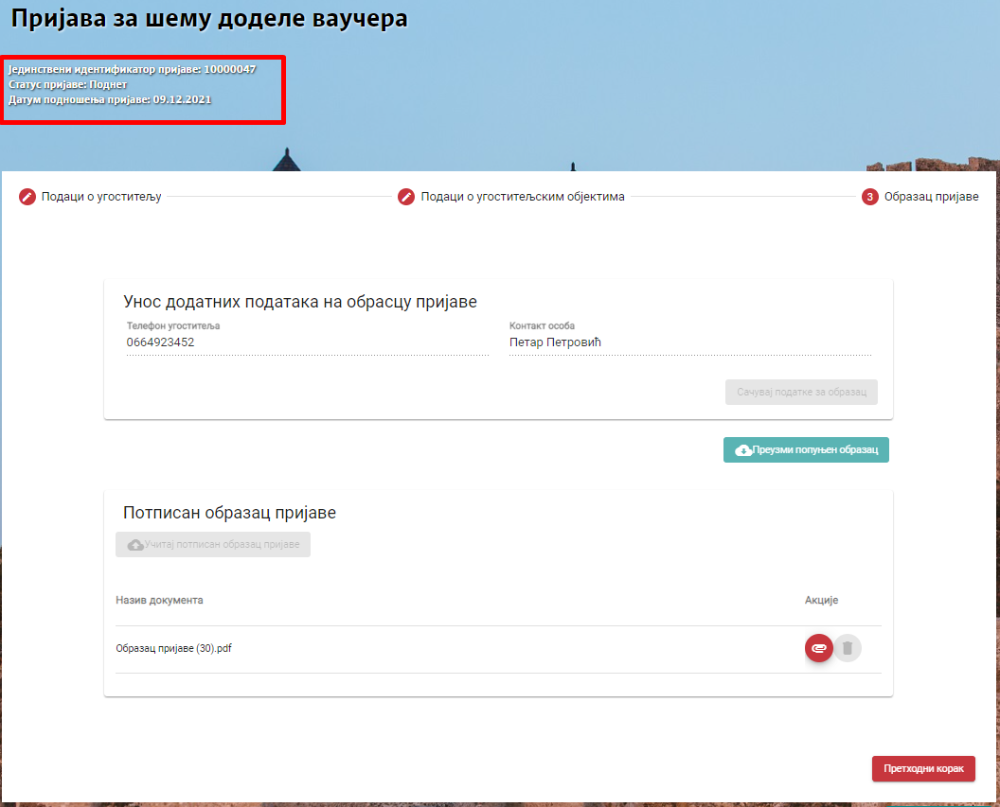 Пријава за шему доделе ваучера
Јединствени идентификатор пријаве: 10000047
Статус пријаве: Поднет
Датум подношења пријаве: 09.12.2021
Подаци о угоститељу
Подаци о угоститељским објектима
3 Образац пријаве
Унос додатних података на обрасцу пријаве
Телефон угоститеља
0664923452
Контакт особа
Петар Петровић
Сачувај податке за образац
Преузми попуњен образац
Потписан образац пријаве
Учитај потписан образац пријаве
Назив документа
Акције
Образац пријаве (30).pdf
Претходни корак